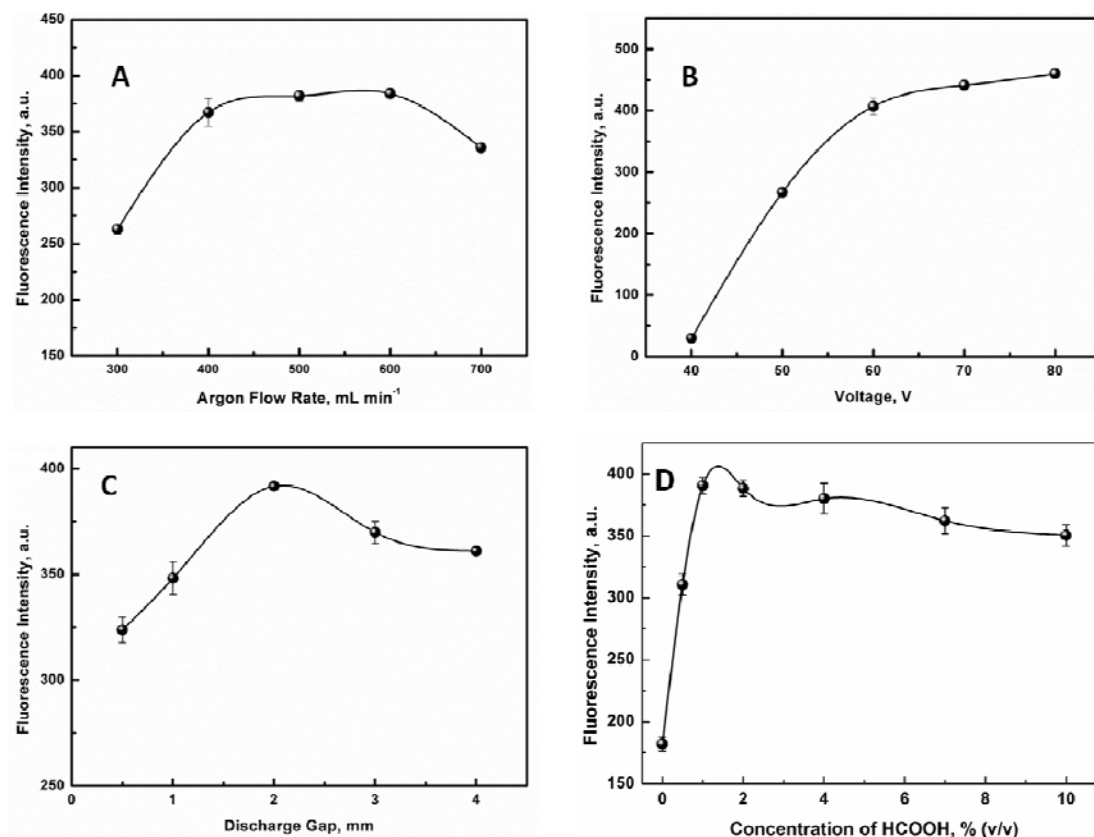 A
450
400
350
300
250
200
150
Fluorescence Intensity, a.u.
300 400 500 600 700
Argon Flow Rate, mL min⁻¹
B
500
400
300
200
100
0
Fluorescence Intensity, a.u.
40 50 60 70 80
Voltage, V
C
400
350
300
250
Fluorescence Intensity, a.u.
0 1 2 3 4
Discharge Gap, mm
D
400
350
300
250
200
150
Fluorescence Intensity, a.u.
0 2 4 6 8 10
Concentration of HCOOH, % (v/v)